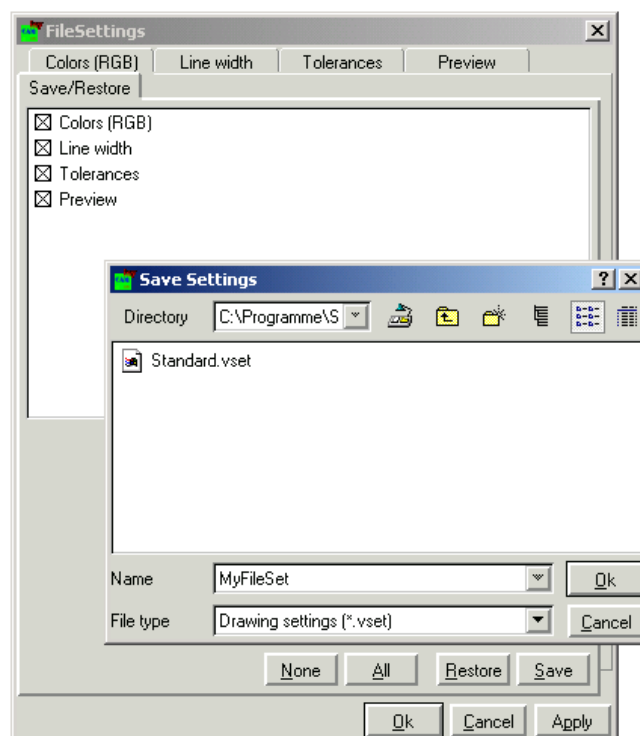 FileSettings
Colors (RGB) Line width Tolerances Preview
Save/Restore
Colors (RGB)
Line width
Tolerances
Preview
Save Settings
Directory C:\Programme\S
Standard.vset
Name MyFileSet Ok
File type Drawing settings (*.vset) Cancel
None All Restore Save
Ok Cancel Apply